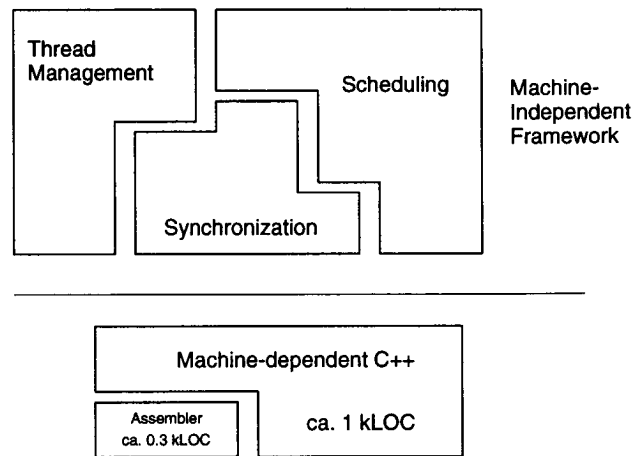 Thread
Management
Scheduling
Machine-
Independent
Framework
Synchronization
Machine-dependent C++
Assembler
ca. 0.3 kLOC
ca. 1 kLOC